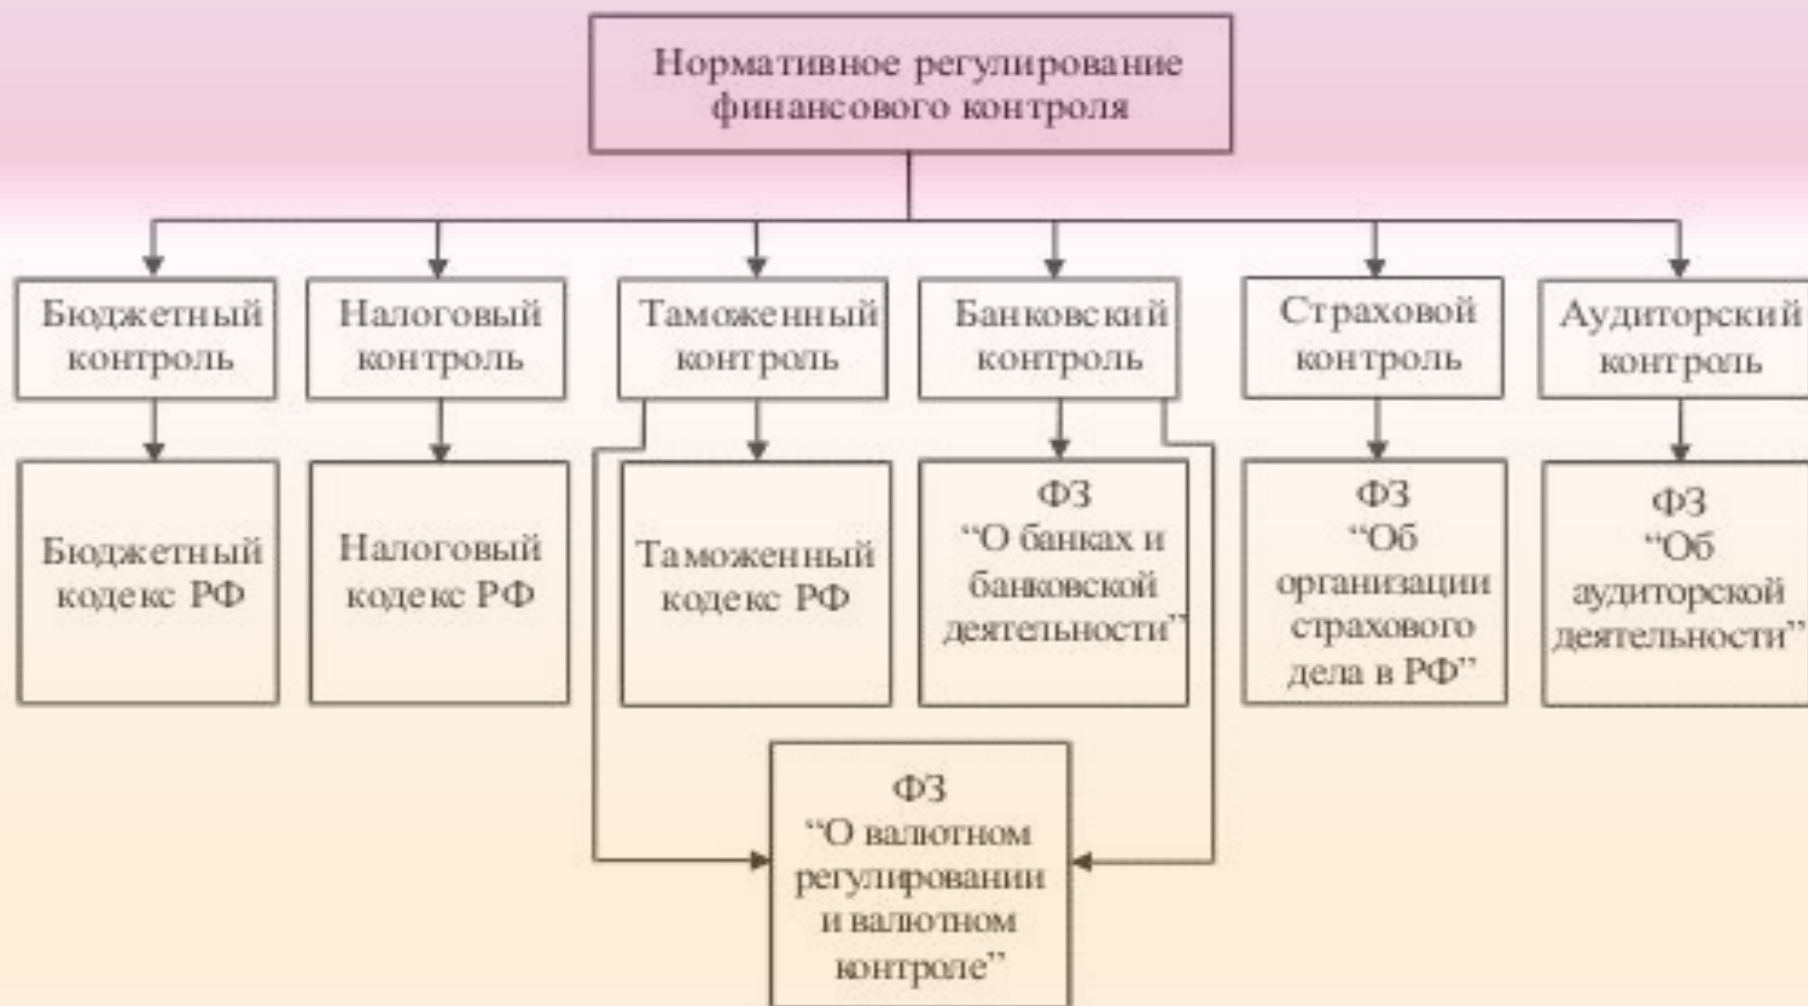 Нормативное регулирование
финансового контроля
Бюджетный
контроль
Налоговый
контроль
Таможенный
контроль
Банковский
контроль
Страховой
контроль
Аудиторский
контроль
Бюджетный
кодекс РФ
Налоговый
кодекс РФ
Таможенный
кодекс РФ
ФЗ
“О банках и
банковской
деятельности”
ФЗ
“Об
организации
страхового
дела в РФ”
ФЗ
“Об
аудиторской
деятельности”
ФЗ
“О валютном
регулировании
и валютном
контроле”